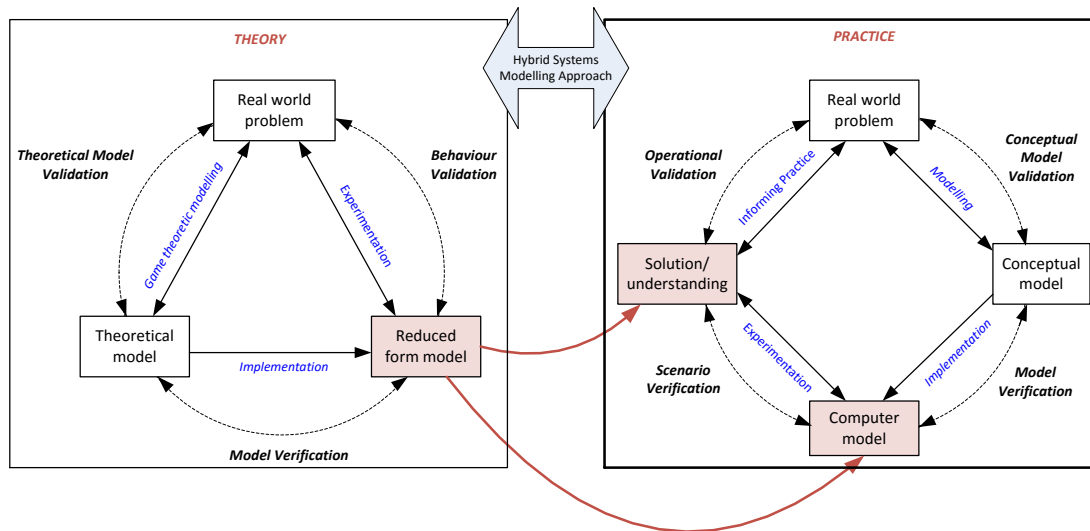 THEORY
Real world
problem
Theoretical Model
Validation
Behaviour
Validation
Game theoretic modelling
Experimentation
Theoretical
model
Implementation
Reduced
form model
Model Verification
Hybrid Systems
Modelling Approach
PRACTICE
Real world
problem
Operational
Validation
Conceptual
Model
Validation
Informing Practice
Modelling
Solution/
understanding
Conceptual
model
Experimentation
Implementation
Scenario
Verification
Model
Verification
Computer
model